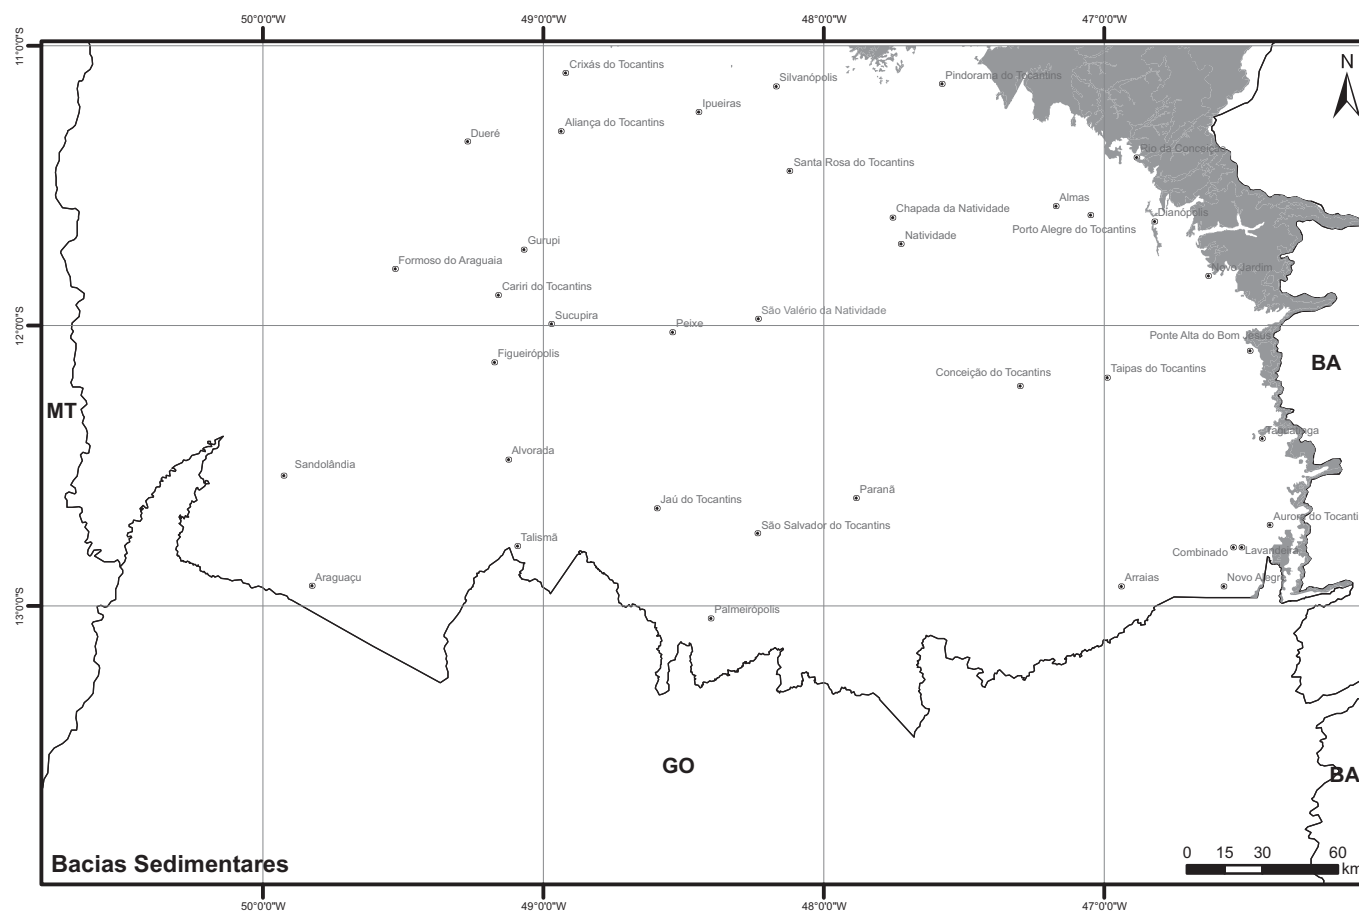 50°0'0"W
49°0'0"W
48°0'0"W
47°0'0"W
11°0'0"S
N
Crixás do Tocantins
Silvanópolis
Pindorama do Tocantins
Ipueiras
Aliança do Tocantins
Dueré
Rio da Conceição
Santa Rosa do Tocantins
Almas
Chapada da Natividade
Dianópolis
Porto Alegre do Tocantins
Natividade
Gurupi
Formoso do Araguaia
Novo Jardim
Cariri do Tocantins
São Valério da Natividade
Sucupira
Peixe
12°0'0"S
Ponte Alta do Bom Jesus
Figueirópolis
BA
Conceição do Tocantins
Taipas do Tocantins
MT
Taguatinga
Alvorada
Sandolândia
Paranã
Jaú do Tocantins
Aurora do Tocanti
São Salvador do Tocantins
Talismã
Combinado
Lavandeira
Araguaçu
Arraias
Novo Alegre
13°0'0"S
Palmeirópolis
GO
BA
Bacias Sedimentares
0 15 30 60
km
50°0'0"W
49°0'0"W
48°0'0"W
47°0'0"W